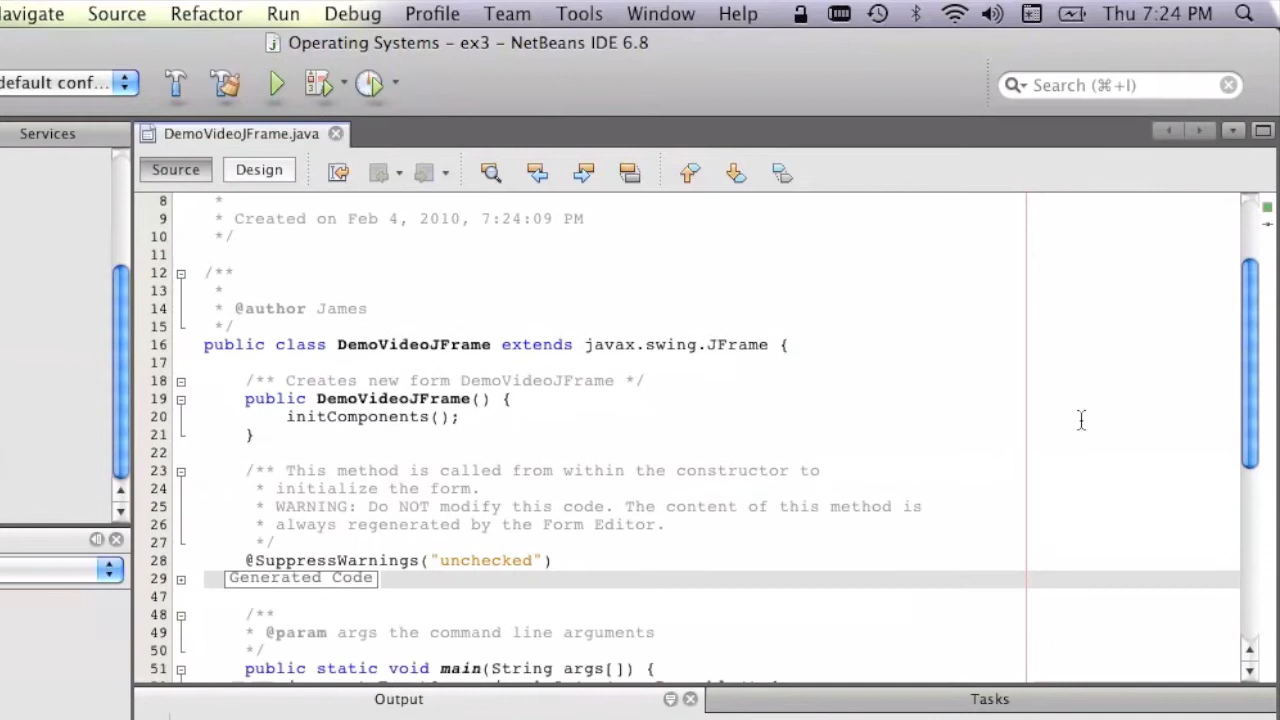 avigate Source Refactor Run Debug Profile Team Tools Window Help Thu 7:24 PM
Operating Systems – ex3 – NetBeans IDE 6.8
default conf... Search (⌘+I)
Services DemoVideoJFrame.java
Source Design
8 *
9 * Created on Feb 4, 2010, 7:24:09 PM
10 */
11
12 /**
13 *
14 * @author James
15 */
16 public class DemoVideoJFrame extends javax.swing.JFrame {
17
18 /** Creates new form DemoVideoJFrame */
19 public DemoVideoJFrame() {
20 initComponents();
21 }
22
23 /** This method is called from within the constructor to
24 * initialize the form.
25 * WARNING: Do NOT modify this code. The content of this method is
26 * always regenerated by the Form Editor.
27 */
28 @SuppressWarnings("unchecked")
29 Generated Code
47
48 /**
49 * @param args the command line arguments
50 */
51 public static void main(String args[]) {
Output Tasks